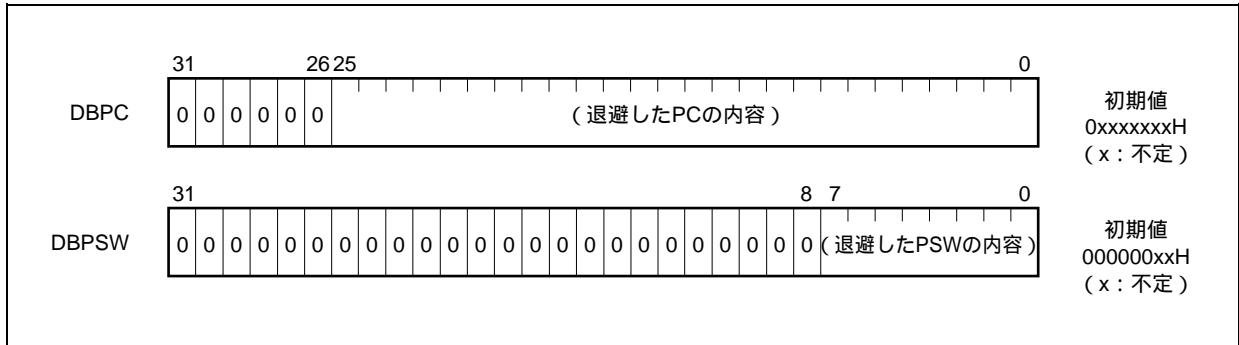 31 26 25 0
DBPC 0 0 0 0 0 0 (退避したPCの内容) 初期値
0xxxxxxxH
(x:不定)
31 8 7 0
DBPSW 0 0 0 0 0 0 0 0 0 0 0 0 0 0 0 0 0 0 0 0 0 0 0 0 (退避したPSWの内容) 初期値
000000xxH
(x:不定)